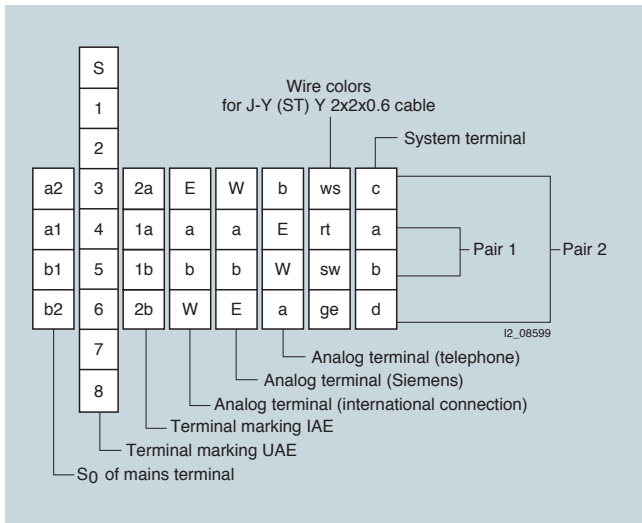 S
1
Wire colors
for J-Y (ST) Y 2x2x0.6 cable
2
System terminal
a2 3 2a E W b ws c
a1 4 1a a a E rt a
Pair 1 Pair 2
b1 5 1b b b W sw b
b2 6 2b W E a ge d
I2_08599
7
Analog terminal (telephone)
Analog terminal (Siemens)
8
Analog terminal (international connection)
Terminal marking IAE
Terminal marking UAE
S0 of mains terminal